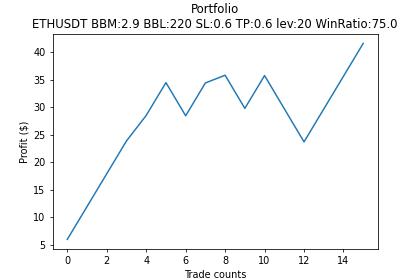 Portfolio
ETHUSDT BBM:2.9 BBL:220 SL:0.6 TP:0.6 lev:20 WinRatio:75.0
40
35
30
25
20
15
10
5
Profit ($)
0 2 4 6 8 10 12 14
Trade counts